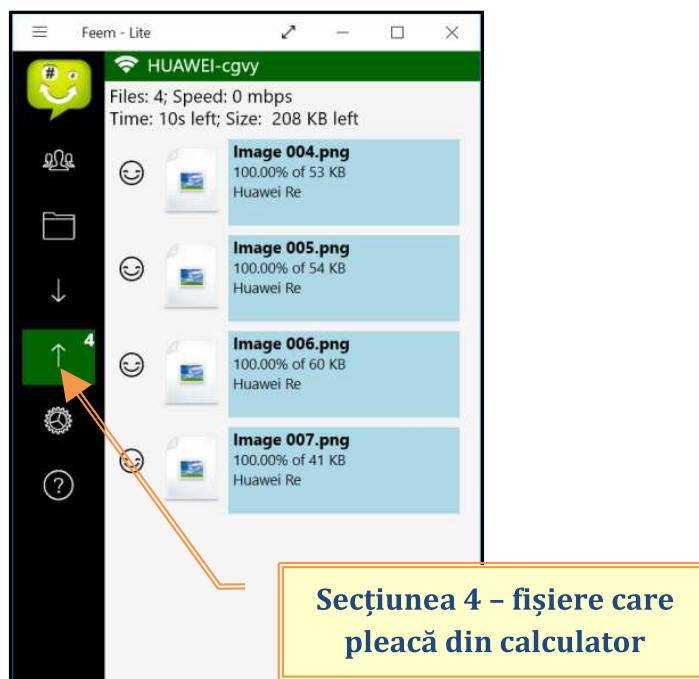 Feem - Lite
HUAWEI-cgvy
Files: 4; Speed: 0 mbps
Time: 10s left; Size: 208 KB left
Image 004.png
100.00% of 53 KB
Huawei Re
Image 005.png
100.00% of 54 KB
Huawei Re
4
Image 006.png
100.00% of 60 KB
Huawei Re
Image 007.png
100.00% of 41 KB
Huawei Re
Secțiunea 4 – fișiere care
pleacă din calculator